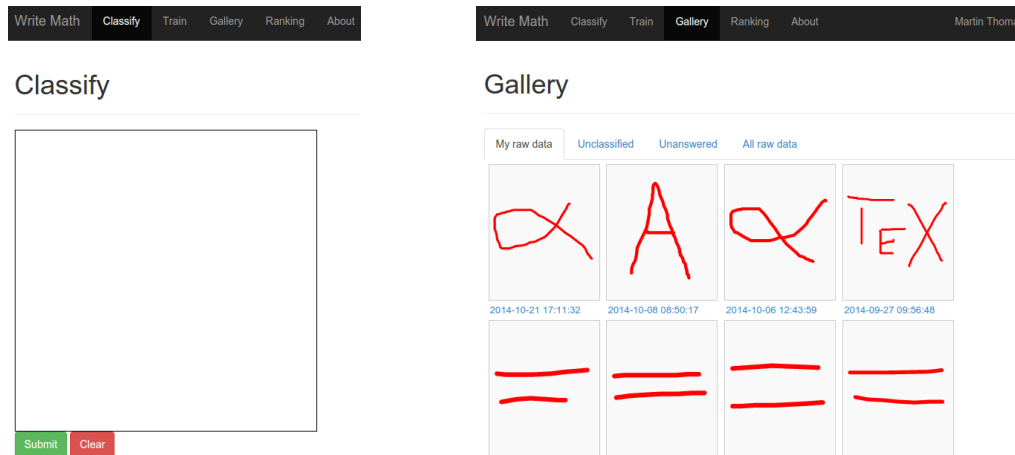 Write Math Classify Train Gallery Ranking About
Classify
Submit Clear
Write Math Classify Train Gallery Ranking About Martin Thoma
Gallery
My raw data Unclassified Unanswered All raw data
α A α TEX
2014-10-21 17:11:32 2014-10-08 08:50:17 2014-10-06 12:43:59 2014-09-27 09:56:48
= = = =